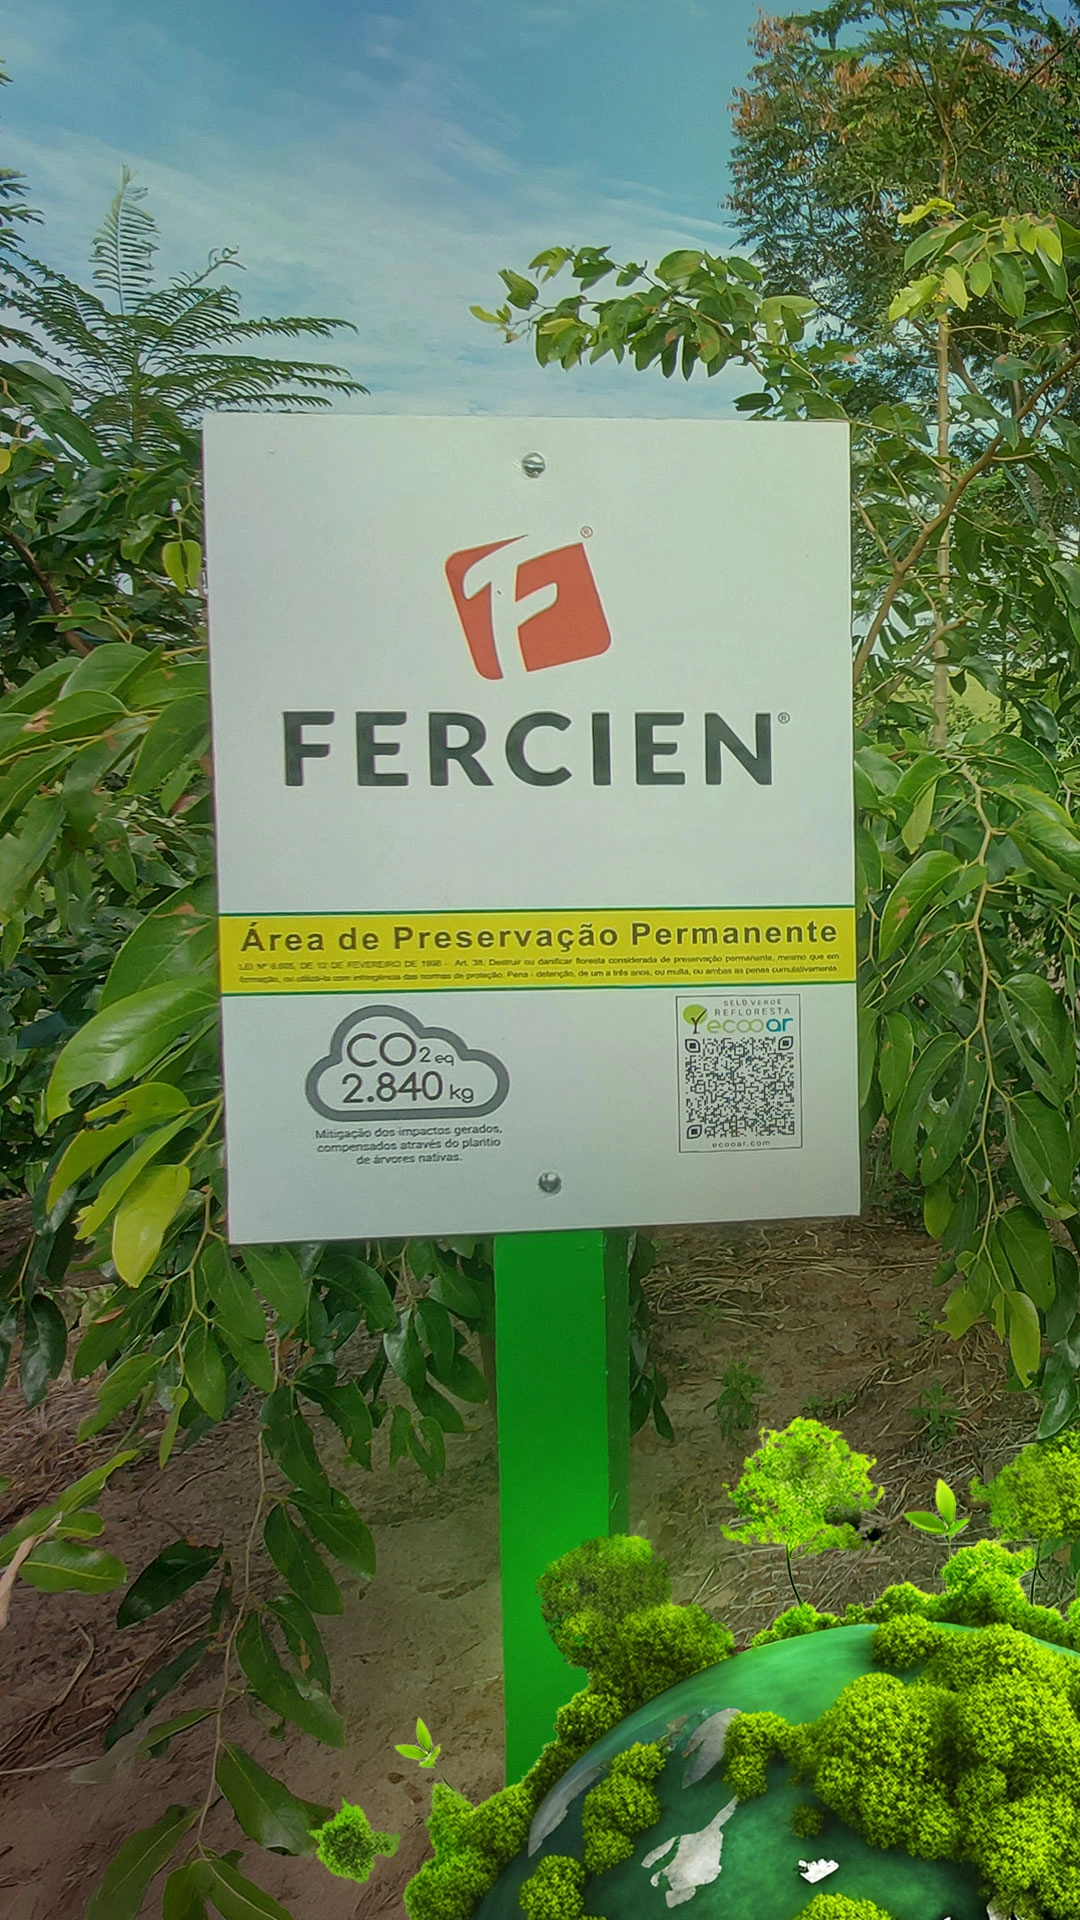 ®
FERCIEN®
Área de Preservação Permanente
LEI Nº 9.605, DE 12 DE FEVEREIRO DE 1998 - Art. 38. Destruir ou danificar floresta considerada de preservação permanente, mesmo que em
formação, ou utilizá-la com infringência das normas de proteção: Pena - detenção, de um a três anos, ou multa, ou ambas as penas cumulativamente.
CO2 eq
2.840 kg
Mitigação dos impactos gerados,
compensados através do plantio
de árvores nativas.
SELO VERDE
REFLORESTA
ecooar
ecooar.com